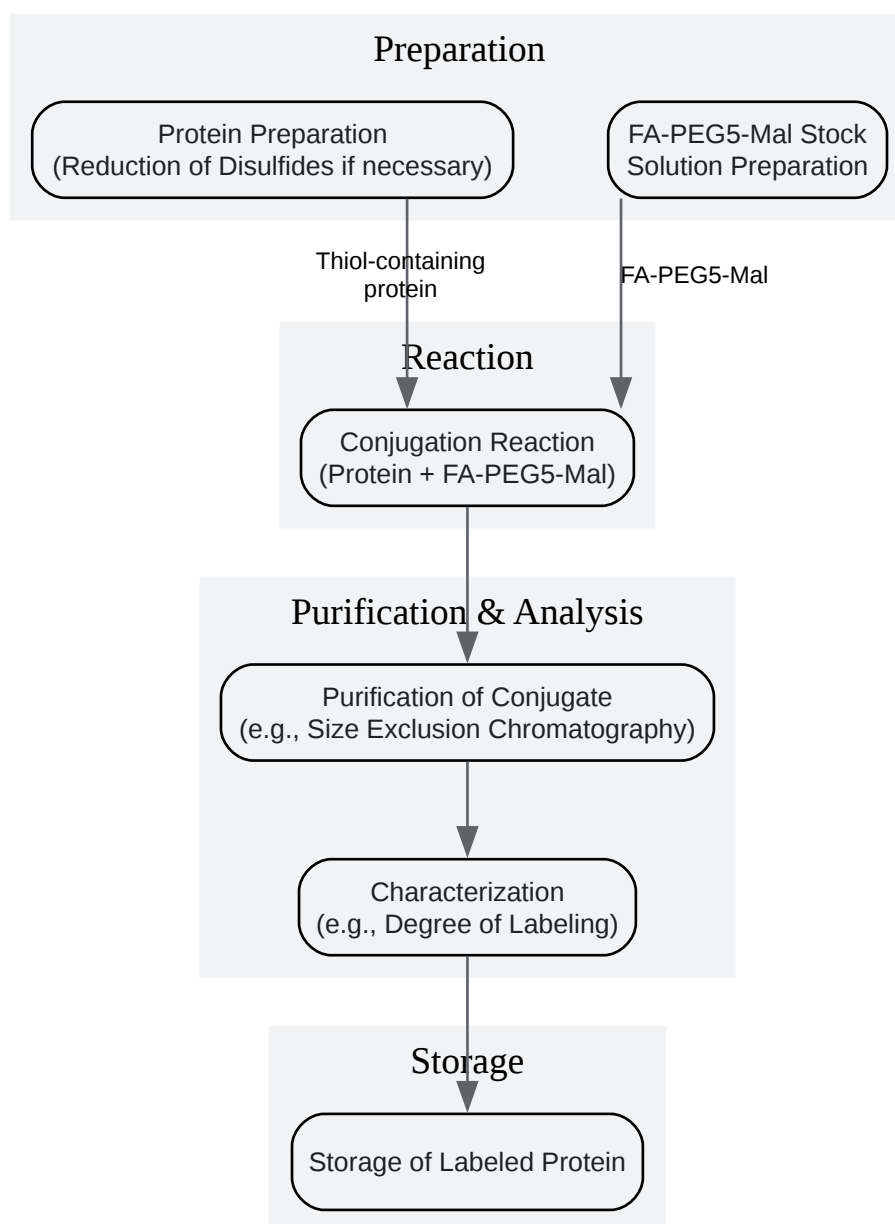 Preparation
Protein Preparation
(Reduction of Disulfides if necessary)
FA-PEG5-Mal Stock
Solution Preparation
Thiol-containing
protein
FA-PEG5-Mal
Reaction
Conjugation Reaction
(Protein + FA-PEG5-Mal)
Purification & Analysis
Purification of Conjugate
(e.g., Size Exclusion Chromatography)
Characterization
(e.g., Degree of Labeling)
Storage
Storage of Labeled Protein